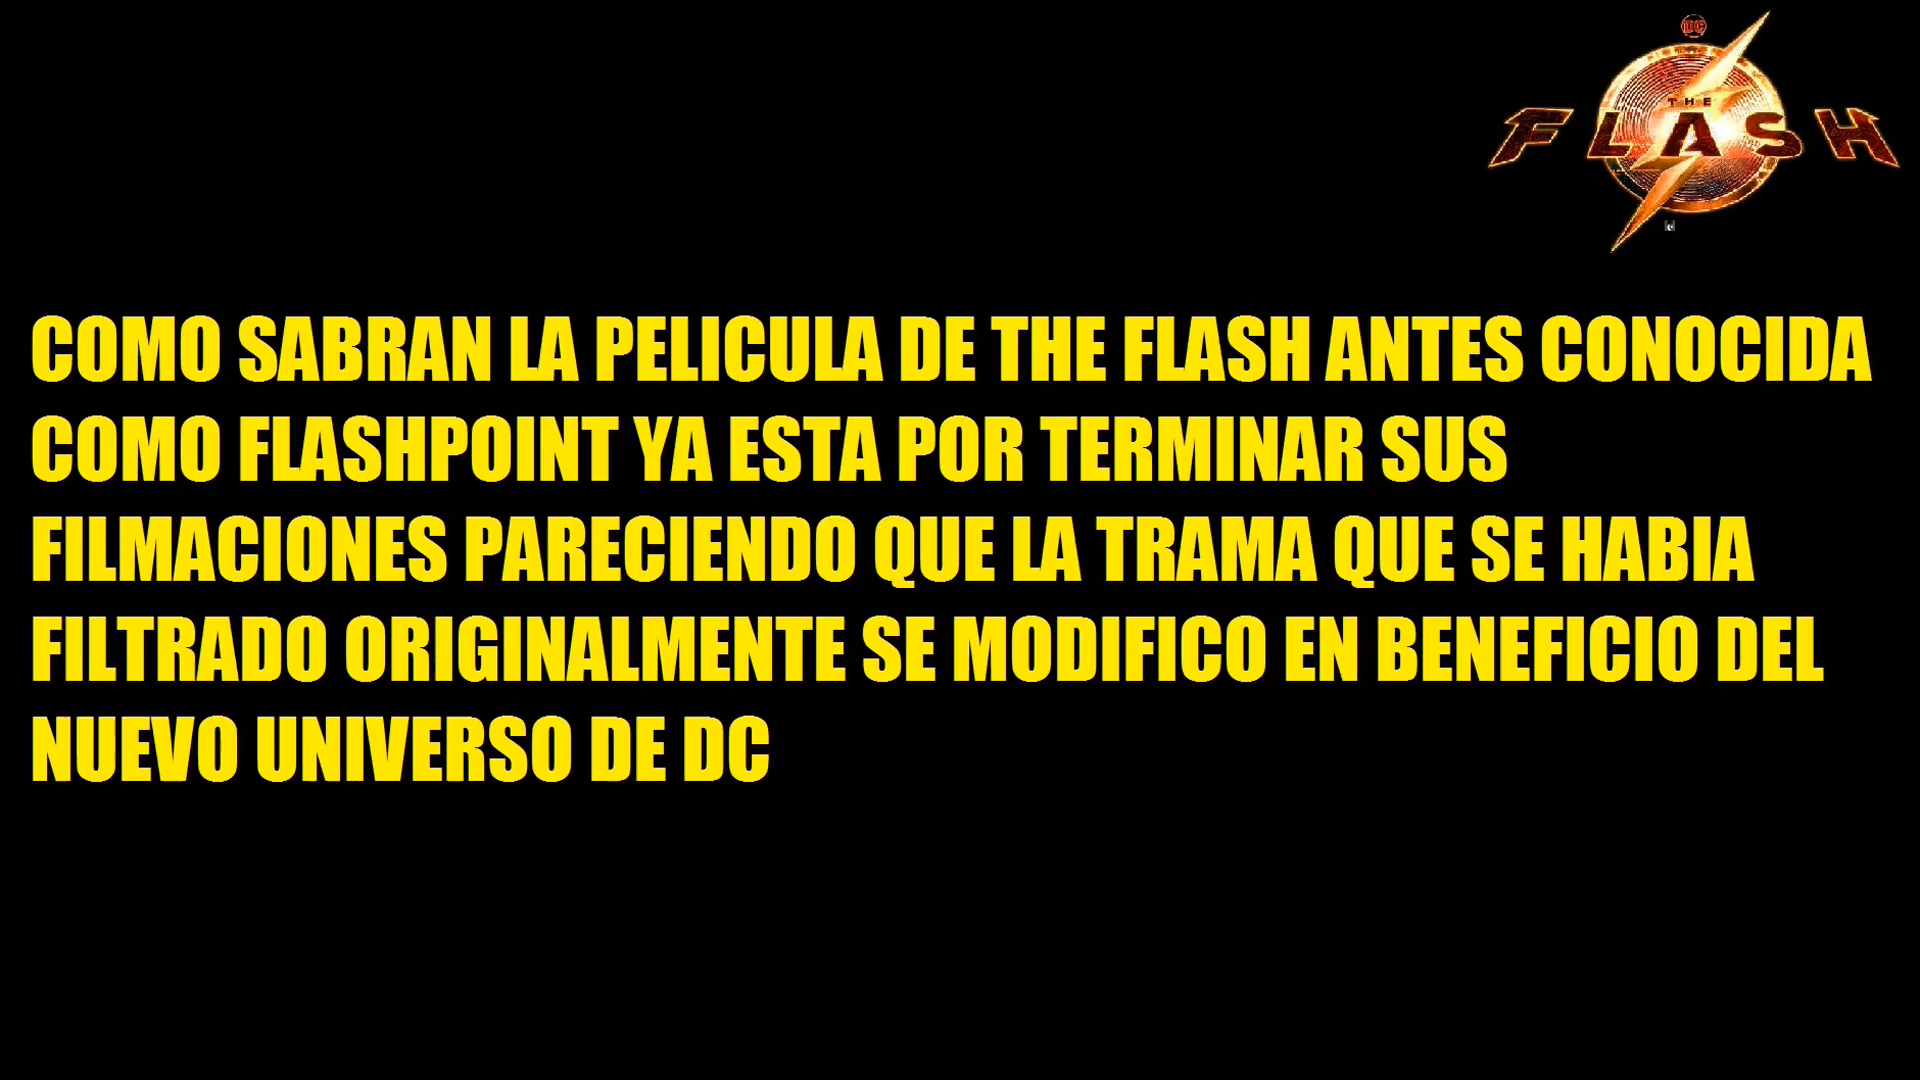 DC
THE
FLASH
COMO SABRAN LA PELICULA DE THE FLASH ANTES CONOCIDA
COMO FLASHPOINT YA ESTA POR TERMINAR SUS
FILMACIONES PARECIENDO QUE LA TRAMA QUE SE HABIA
FILTRADO ORIGINALMENTE SE MODIFICO EN BENEFICIO DEL
NUEVO UNIVERSO DE DC